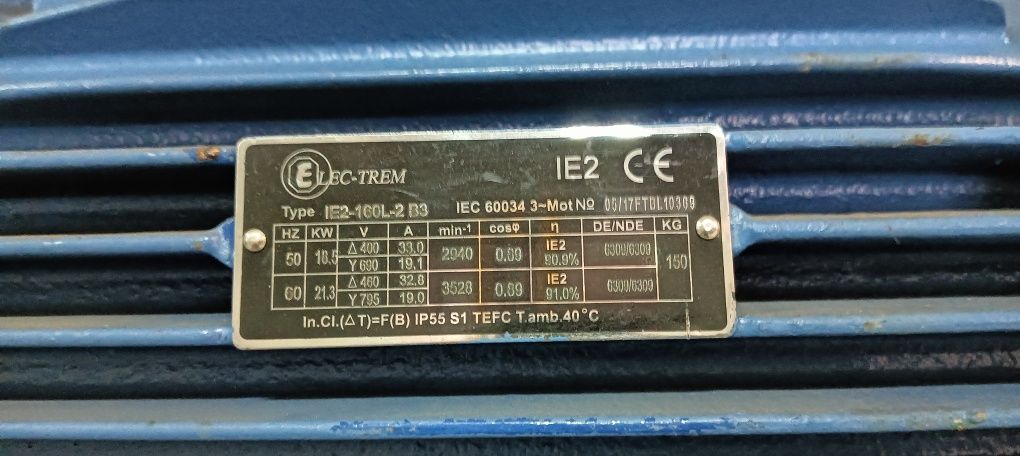 ELEC-TREM IE2 CE
Type IE2-160L-2 B3 IEC 60034 3~Mot № 05/17FTDL10309
HZ KW V A min-1 cosφ η DE/NDE KG
50 18.5 Δ 400 33.0 2940 0.89 IE2 90.9% 6309/6309 150
Y 690 19.1
60 21.3 Δ 460 32.8 3528 0.89 IE2 91.0% 6309/6309
Y 795 19.0
In.Cl.(ΔT)=F(B) IP55 S1 TEFC T.amb.40°C